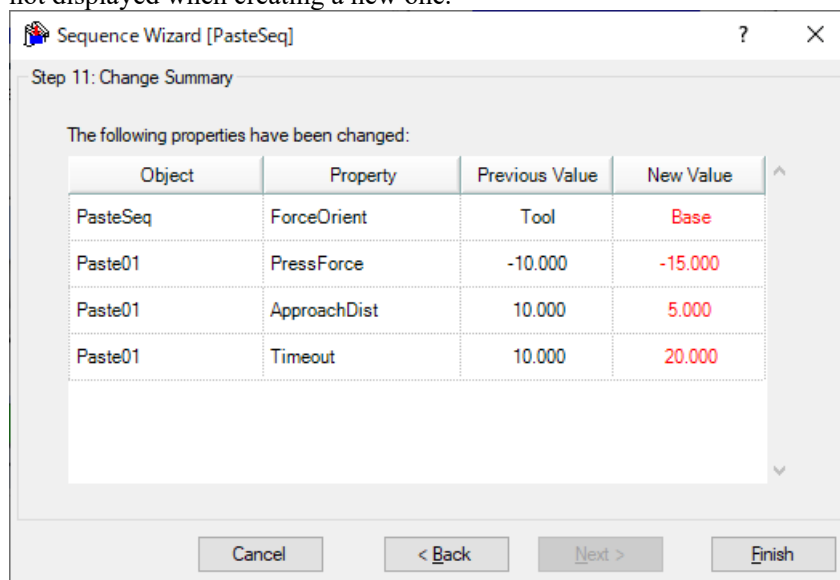 not displayed when creating a new one.
Sequence Wizard [PasteSeq] ?
Step 11: Change Summary
The following properties have been changed:
Object Property Previous Value New Value
PasteSeq ForceOrient Tool Base
Paste01 PressForce -10.000 -15.000
Paste01 ApproachDist 10.000 5.000
Paste01 Timeout 10.000 20.000
Cancel < Back Next > Finish